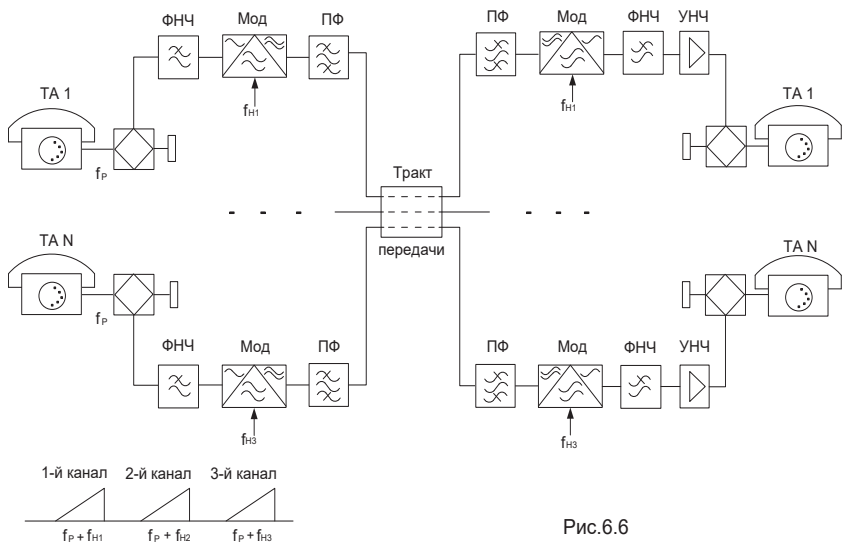 ФНЧ Мод ПФ ПФ Мод ФНЧ УНЧ
ТА 1 fН1 fН1 ТА 1
fР
Тракт
передачи
ТА N ТА N
fР
ФНЧ Мод ПФ ПФ Мод ФНЧ УНЧ
fН3 fН3
1-й канал 2-й канал 3-й канал
fР + fН1 fР + fН2 fР + fН3
Рис.6.6